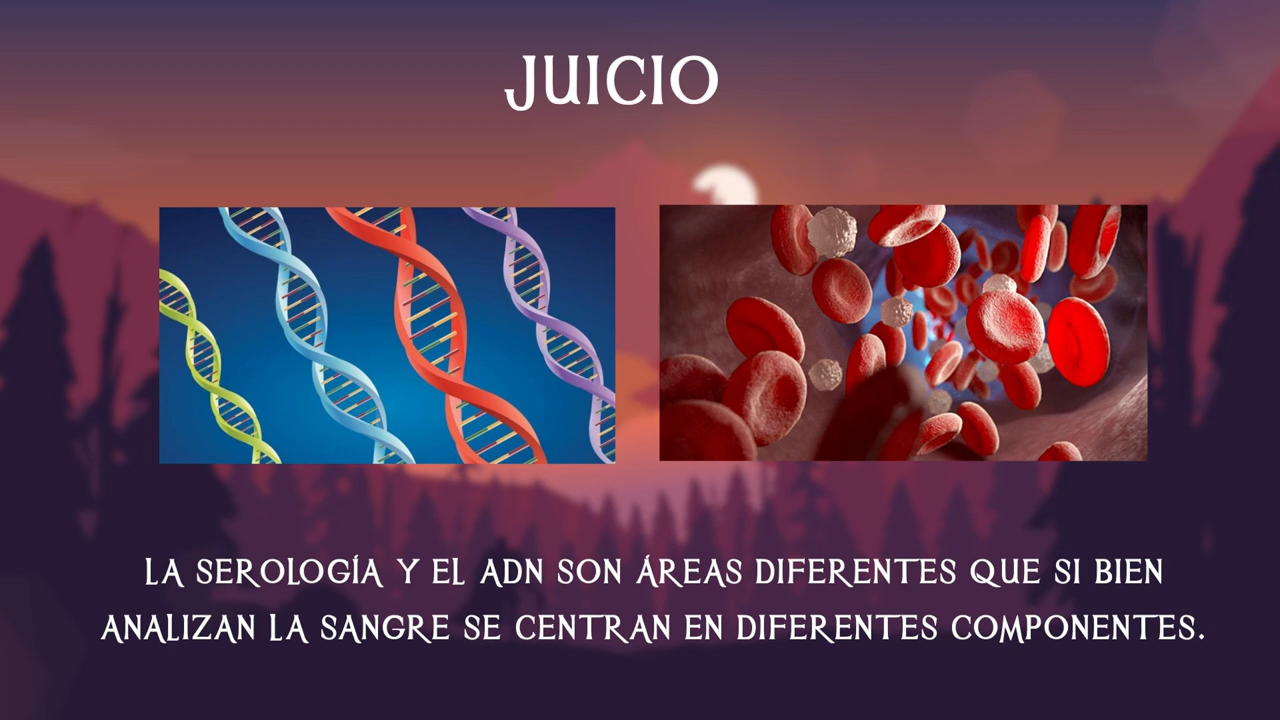 JUICIO
LA SEROLOGÍA Y EL ADN SON ÁREAS DIFERENTES QUE SI BIEN
ANALIZAN LA SANGRE SE CENTRAN EN DIFERENTES COMPONENTES.